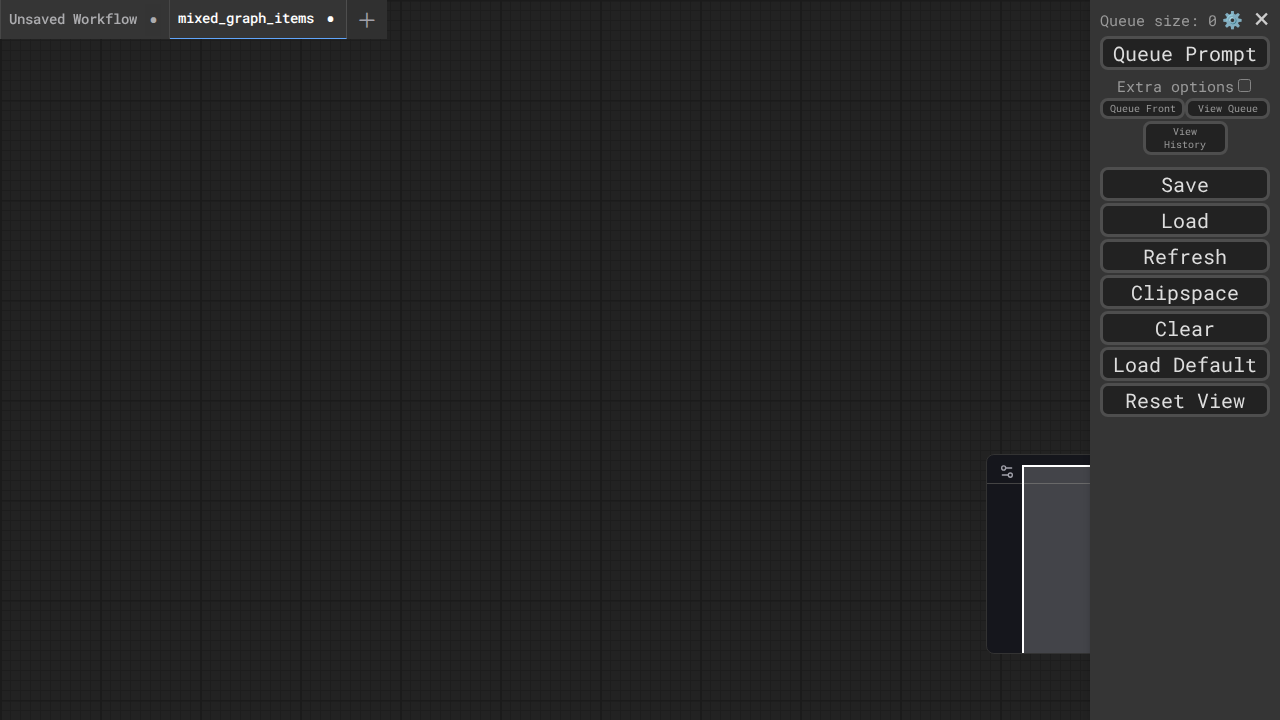 Unsaved Workflow
mixed_graph_items
Queue size: 0
Queue Prompt
Extra options
Queue Front
View Queue
View
History
Save
Load
Refresh
Clipspace
Clear
Load Default
Reset View